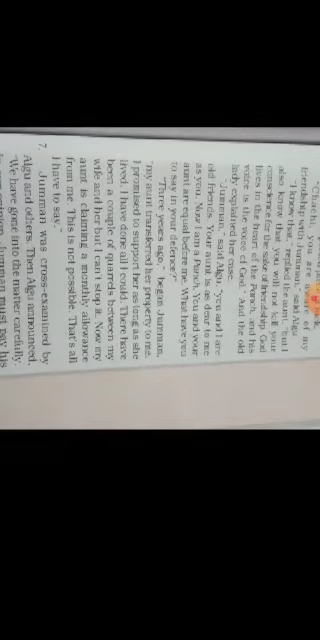 "Chachi, you are aware of my
friendship with Jumman," said Algu.
"I know that," replied the aunt, "but I
also know that you will not kill your
conscience for the sake of friendship. God
lives in the heart of the Panch, and his
voice is the voice of God." And the old
lady explained her case.
"Jumman," said Algu, "you and I are
old friends. Your aunt is as dear to me
as you. Now I am a Panch. You and your
aunt are equal before me. What have you
to say in your defence?"
"Three years ago," began Jumman,
"my aunt transferred her property to me.
I promised to support her as long as she
lived. I have done all I could. There have
been a couple of quarrels between my
wife and her but I can't stop it. Now my
aunt is claiming a monthly allowance
from me. This is not possible. That's all
I have to say."
7. Jumman was cross-examined by
Algu and others. Then Algu announced,
"We have gone into the matter carefully.
Jumman must pay his